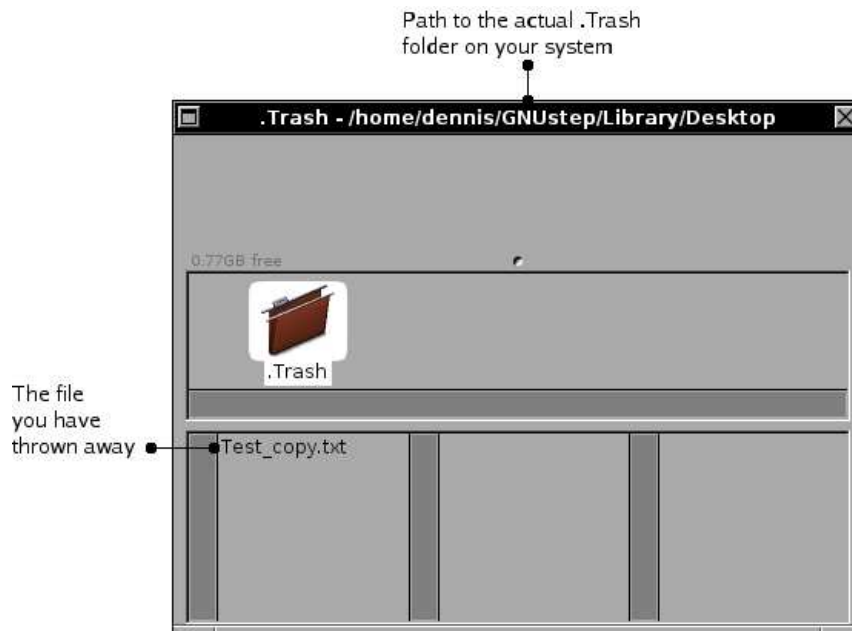 Path to the actual .Trash
folder on your system
.Trash - /home/dennis/GNUstep/Library/Desktop
0.77GB free
.Trash
The file
you have
thrown away
Test_copy.txt